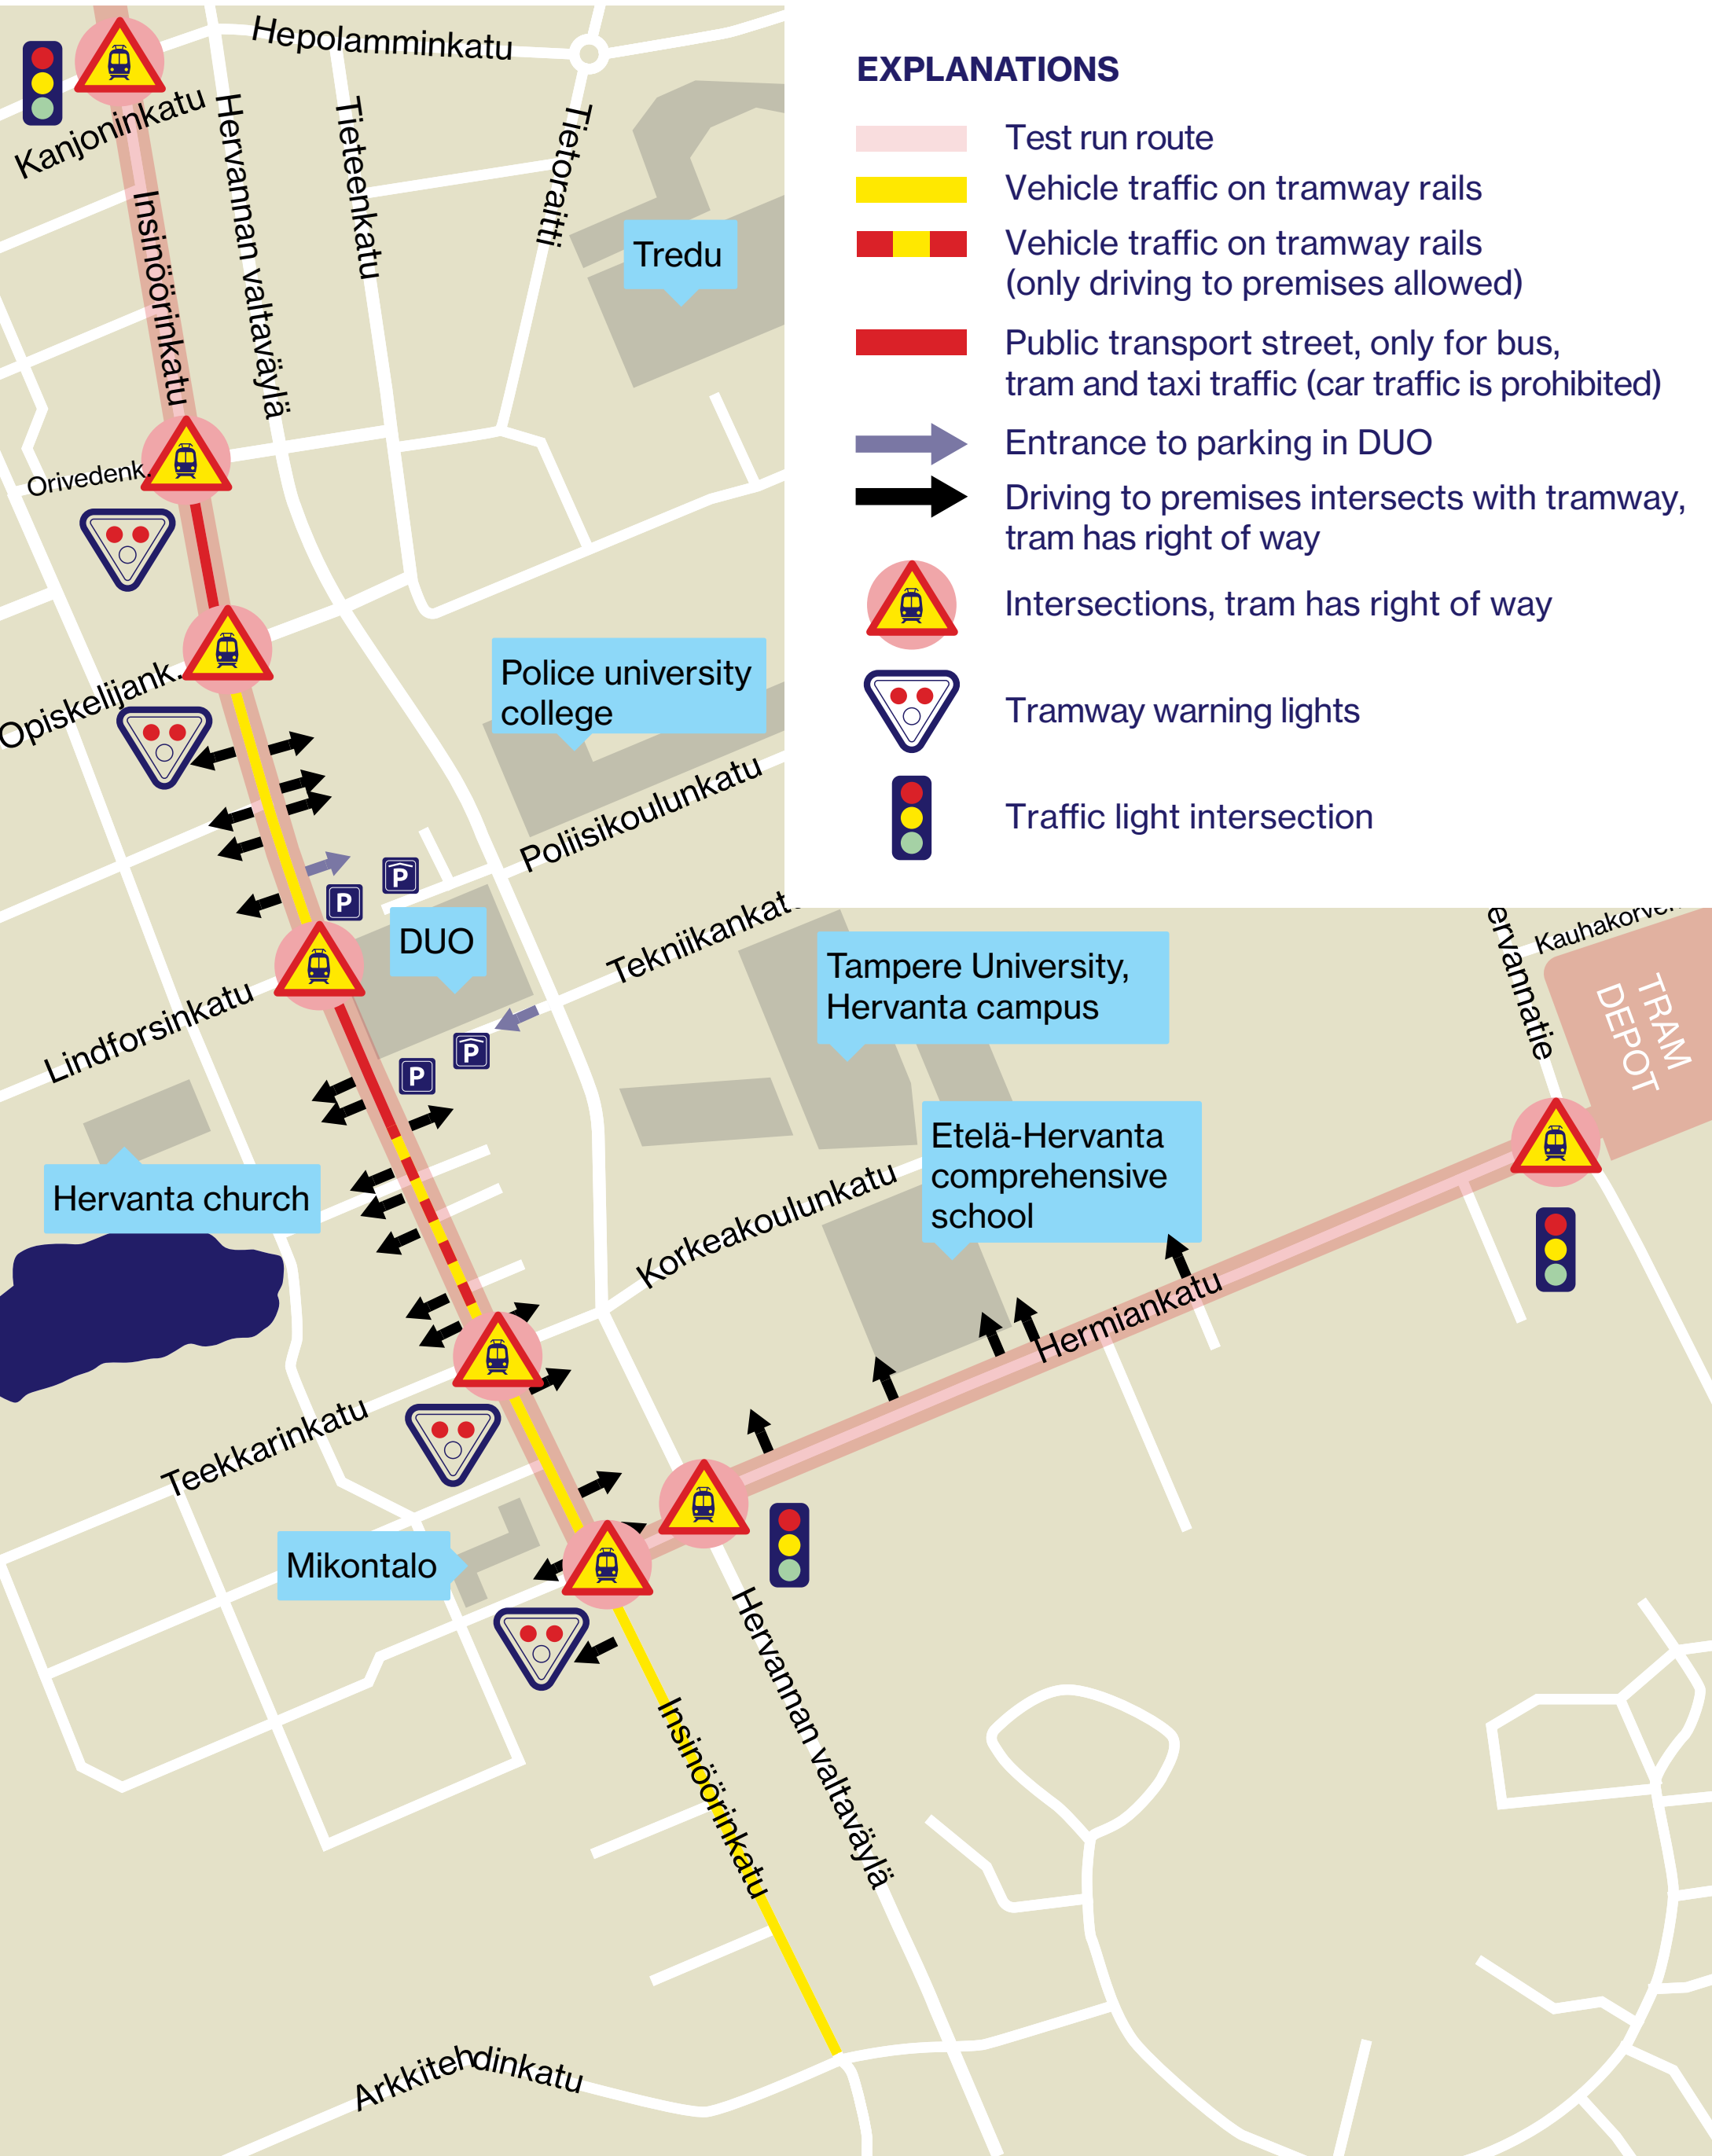 Hepolamminkatu
Kanjoninkatu
Hervannan valtaväylä
Tieteenkatu
Tietoraitti
Insinöörinkatu
Tredu
Orivedenk.
Opiskelijank.
Police university
college
Poliisikoulunkatu
P
P
DUO
Tekniikankatu
Lindforsinkatu
P
P
Hervanta church
Tampere University,
Hervanta campus
Etelä-Hervanta
comprehensive
school
Korkeakoulunkatu
Hermiankatu
ervannatie
Kauhakorven
TRAM
DEPOT
Teekkarinkatu
Mikontalo
Hervannan valtaväylä
Insinöörinkatu
Arkkitehdinkatu
EXPLANATIONS
Test run route
Vehicle traffic on tramway rails
Vehicle traffic on tramway rails
(only driving to premises allowed)
Public transport street, only for bus,
tram and taxi traffic (car traffic is prohibited)
Entrance to parking in DUO
Driving to premises intersects with tramway,
tram has right of way
Intersections, tram has right of way
Tramway warning lights
Traffic light intersection